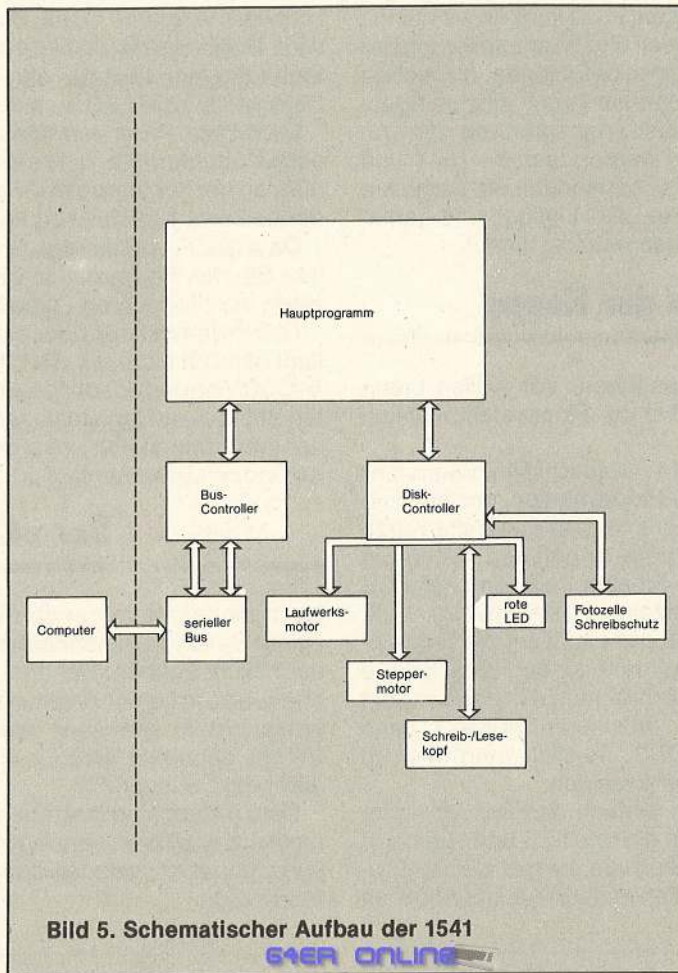 Hauptprogramm
Bus-
Controller
Disk-
Controller
Computer
serieller
Bus
Laufwerks-
motor
Stepper-
motor
Schreib-/Lese-
kopf
rote
LED
Fotozelle
Schreibschutz
Bild 5. Schematischer Aufbau der 1541
64ER ONLINE